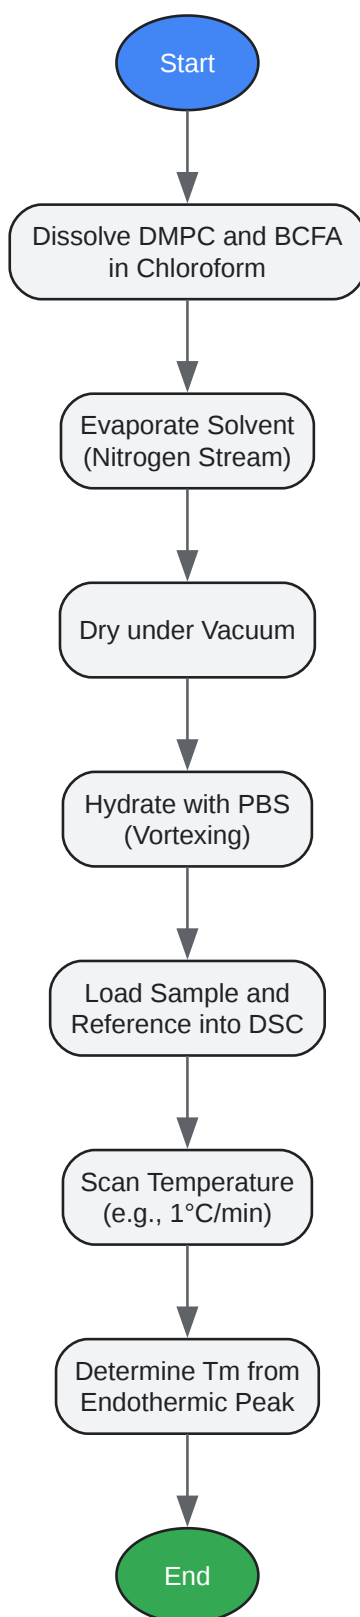 Start
Dissolve DMPC and BCFA
in Chloroform
Evaporate Solvent
(Nitrogen Stream)
Dry under Vacuum
Hydrate with PBS
(Vortexing)
Load Sample and
Reference into DSC
Scan Temperature
(e.g., 1°C/min)
Determine Tm from
Endothermic Peak
End